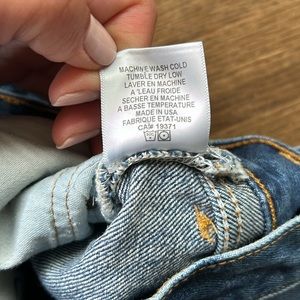 MACHINE WASH COLD
TUMBLE DRY LOW
LAVER EN MACHINE
A L'EAU FROIDE
SECHER EN MACHINE
A BASSE TEMPERATURE
MADE IN USA
FABRIQUE ETAT-UNIS
CA# 19371